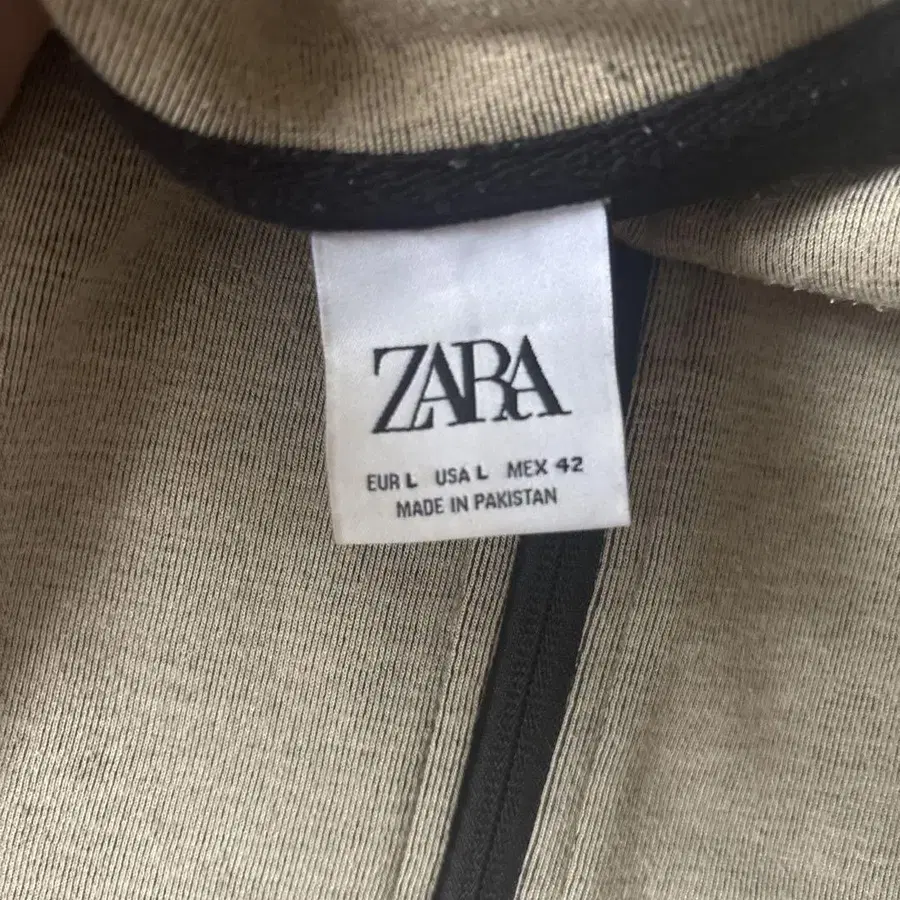 ZARA
EUR L USA L MEX 42
MADE IN PAKISTAN